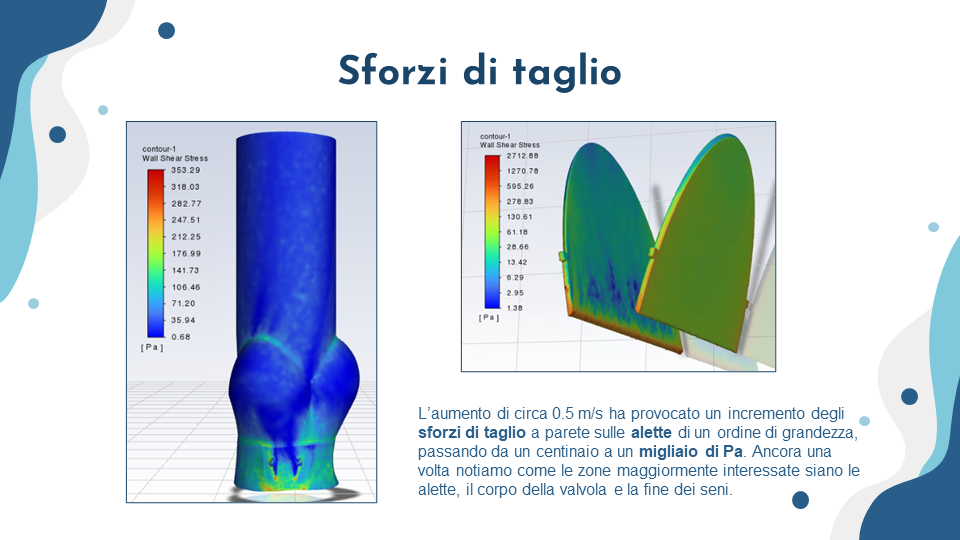 Sforzi di taglio
contour-1
Wall Shear Stress
353.29
318.03
282.77
247.51
212.25
176.99
141.73
106.46
71.20
35.94
0.68
[ Pa ]
contour-1
Wall Shear Stress
2712.88
1270.78
595.26
278.83
130.61
61.18
28.66
13.42
6.29
2.95
1.38
[ Pa ]
L’aumento di circa 0.5 m/s ha provocato un incremento degli
sforzi di taglio a parete sulle alette di un ordine di grandezza,
passando da un centinaio a un migliaio di Pa. Ancora una
volta notiamo come le zone maggiormente interessate siano le
alette, il corpo della valvola e la fine dei seni.